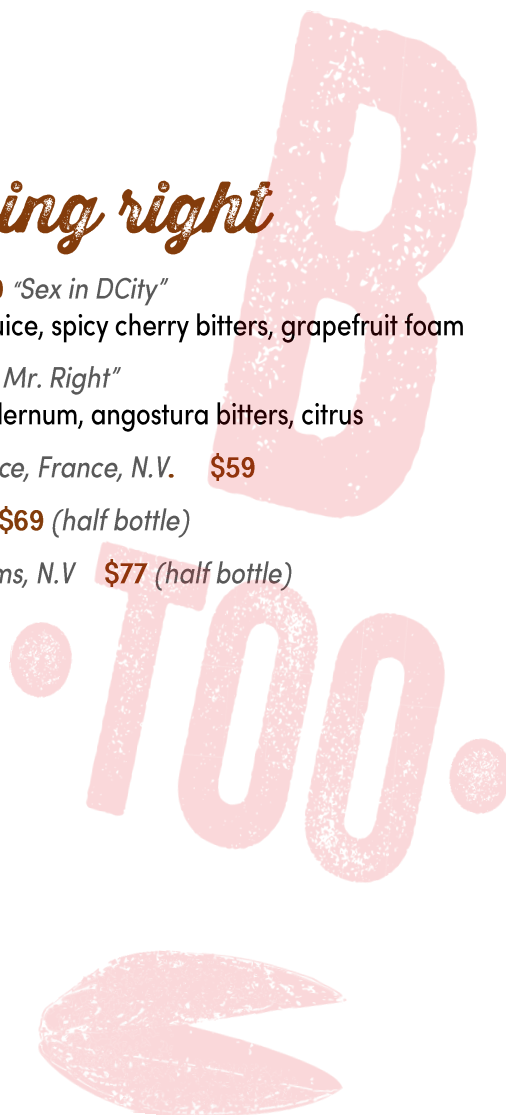 ing right
“Sex in DCity”
uice, spicy cherry bitters, grapefruit foam
Mr. Right”
lernum, angostura bitters, citrus
ce, France, N.V. $59
$69 (half bottle)
ms, N.V $77 (half bottle)
B
•TOO•